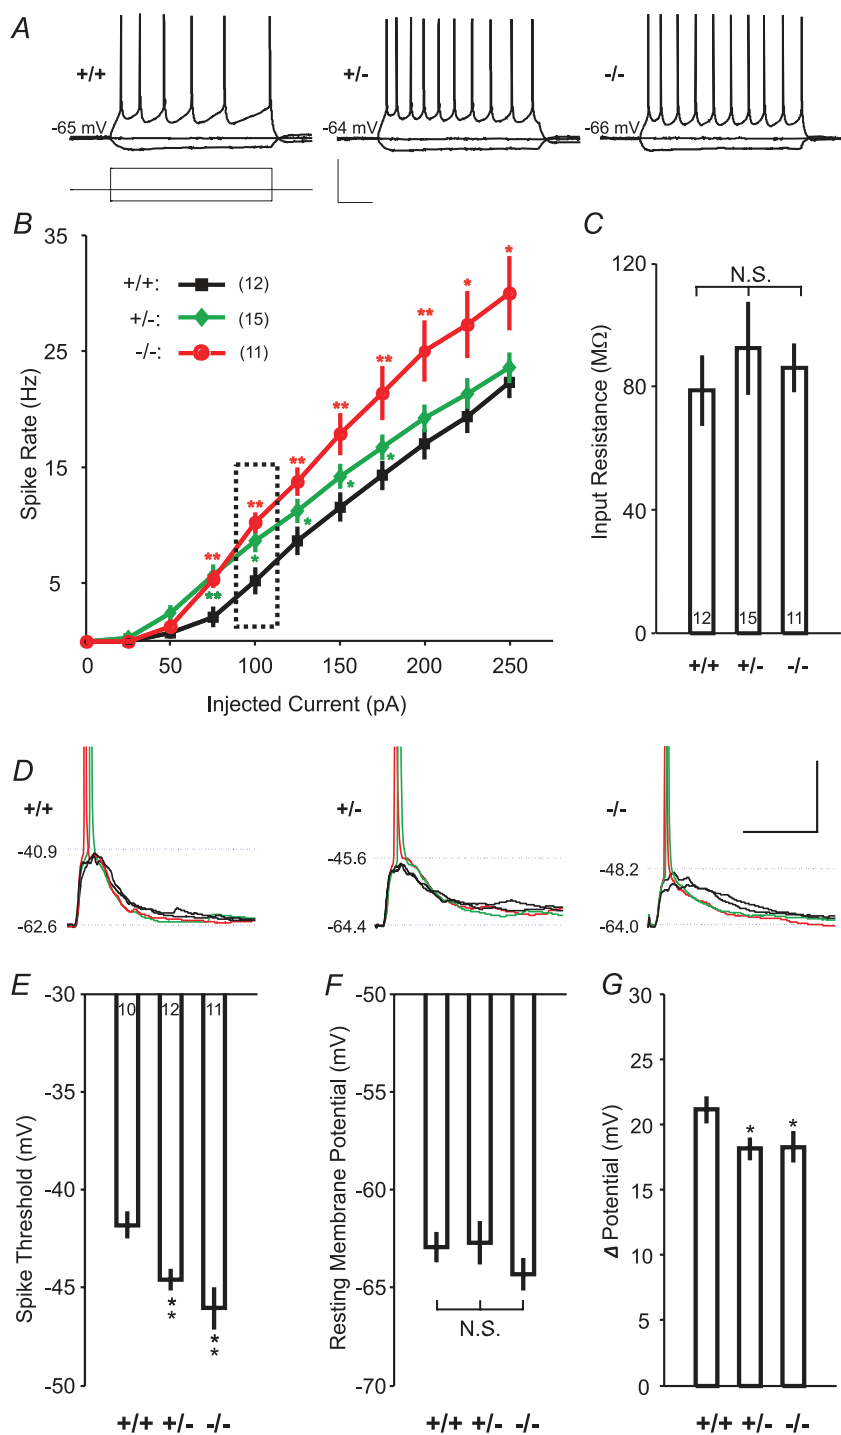 A
+/+
+/-
-/-
-65 mV
-64 mV
-66 mV
B
35
25
15
5
Spike Rate (Hz)
+/+: (12)
+/-: (15)
-/-: (11)
** ** ** ** ** ** * *
** * * * *
0 50 100 150 200 250
Injected Current (pA)
C
120
80
40
0
Input Resistance (MΩ)
N.S.
12 15 11
+/+ +/- -/-
D
+/+
-40.9
-62.6
+/-
-45.6
-64.4
-/-
-48.2
-64.0
E
-30
-35
-40
-45
-50
Spike Threshold (mV)
10 12 11
** **
+/+ +/- -/-
F
-50
-55
-60
-65
-70
Resting Membrane Potential (mV)
N.S.
+/+ +/- -/-
G
30
25
20
15
10
5
0
Δ Potential (mV)
* *
+/+ +/- -/-